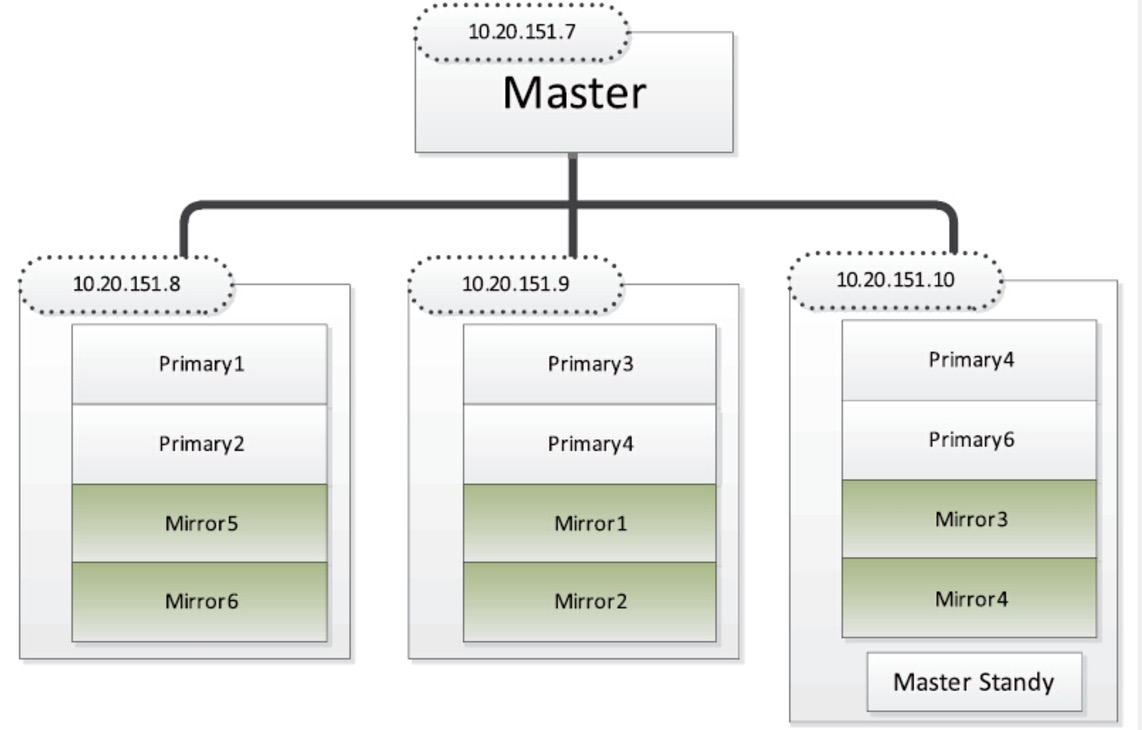 10.20.151.7
Master
10.20.151.8
Primary1
Primary2
Mirror5
Mirror6
10.20.151.9
Primary3
Primary4
Mirror1
Mirror2
10.20.151.10
Primary4
Primary6
Mirror3
Mirror4
Master Standy